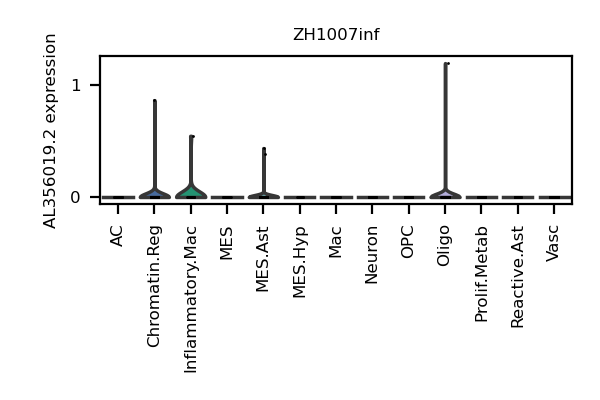 ZH1007inf
AL356019.2 expression
1
0
AC
Chromatin.Reg
Inflammatory.Mac
MES
MES.Ast
MES.Hyp
Mac
Neuron
OPC
Oligo
Prolif.Metab
Reactive.Ast
Vasc